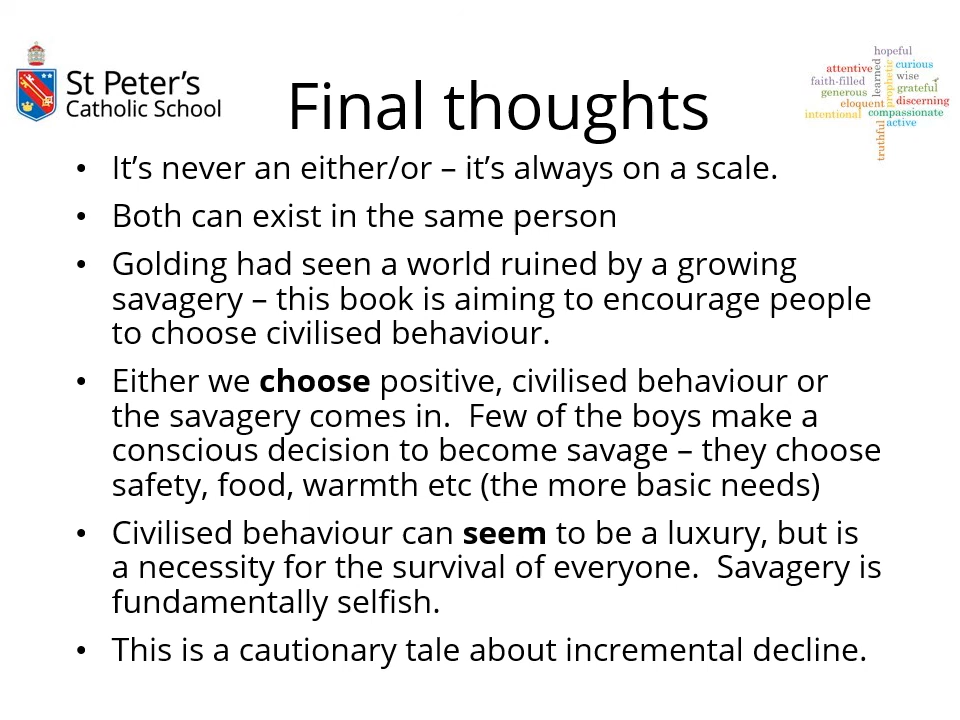 St Peter's
Catholic School
Final thoughts
hopeful
attentive
learned
prophetic
curious
faith-filled
wise
generous
grateful
eloquent
discerning
intentional
compassionate
truthful
active
• It's never an either/or – it's always on a scale.
• Both can exist in the same person
• Golding had seen a world ruined by a growing
savagery – this book is aiming to encourage people
to choose civilised behaviour.
• Either we choose positive, civilised behaviour or
the savagery comes in.  Few of the boys make a
conscious decision to become savage – they choose
safety, food, warmth etc (the more basic needs)
• Civilised behaviour can seem to be a luxury, but is
a necessity for the survival of everyone.  Savagery is
fundamentally selfish.
• This is a cautionary tale about incremental decline.